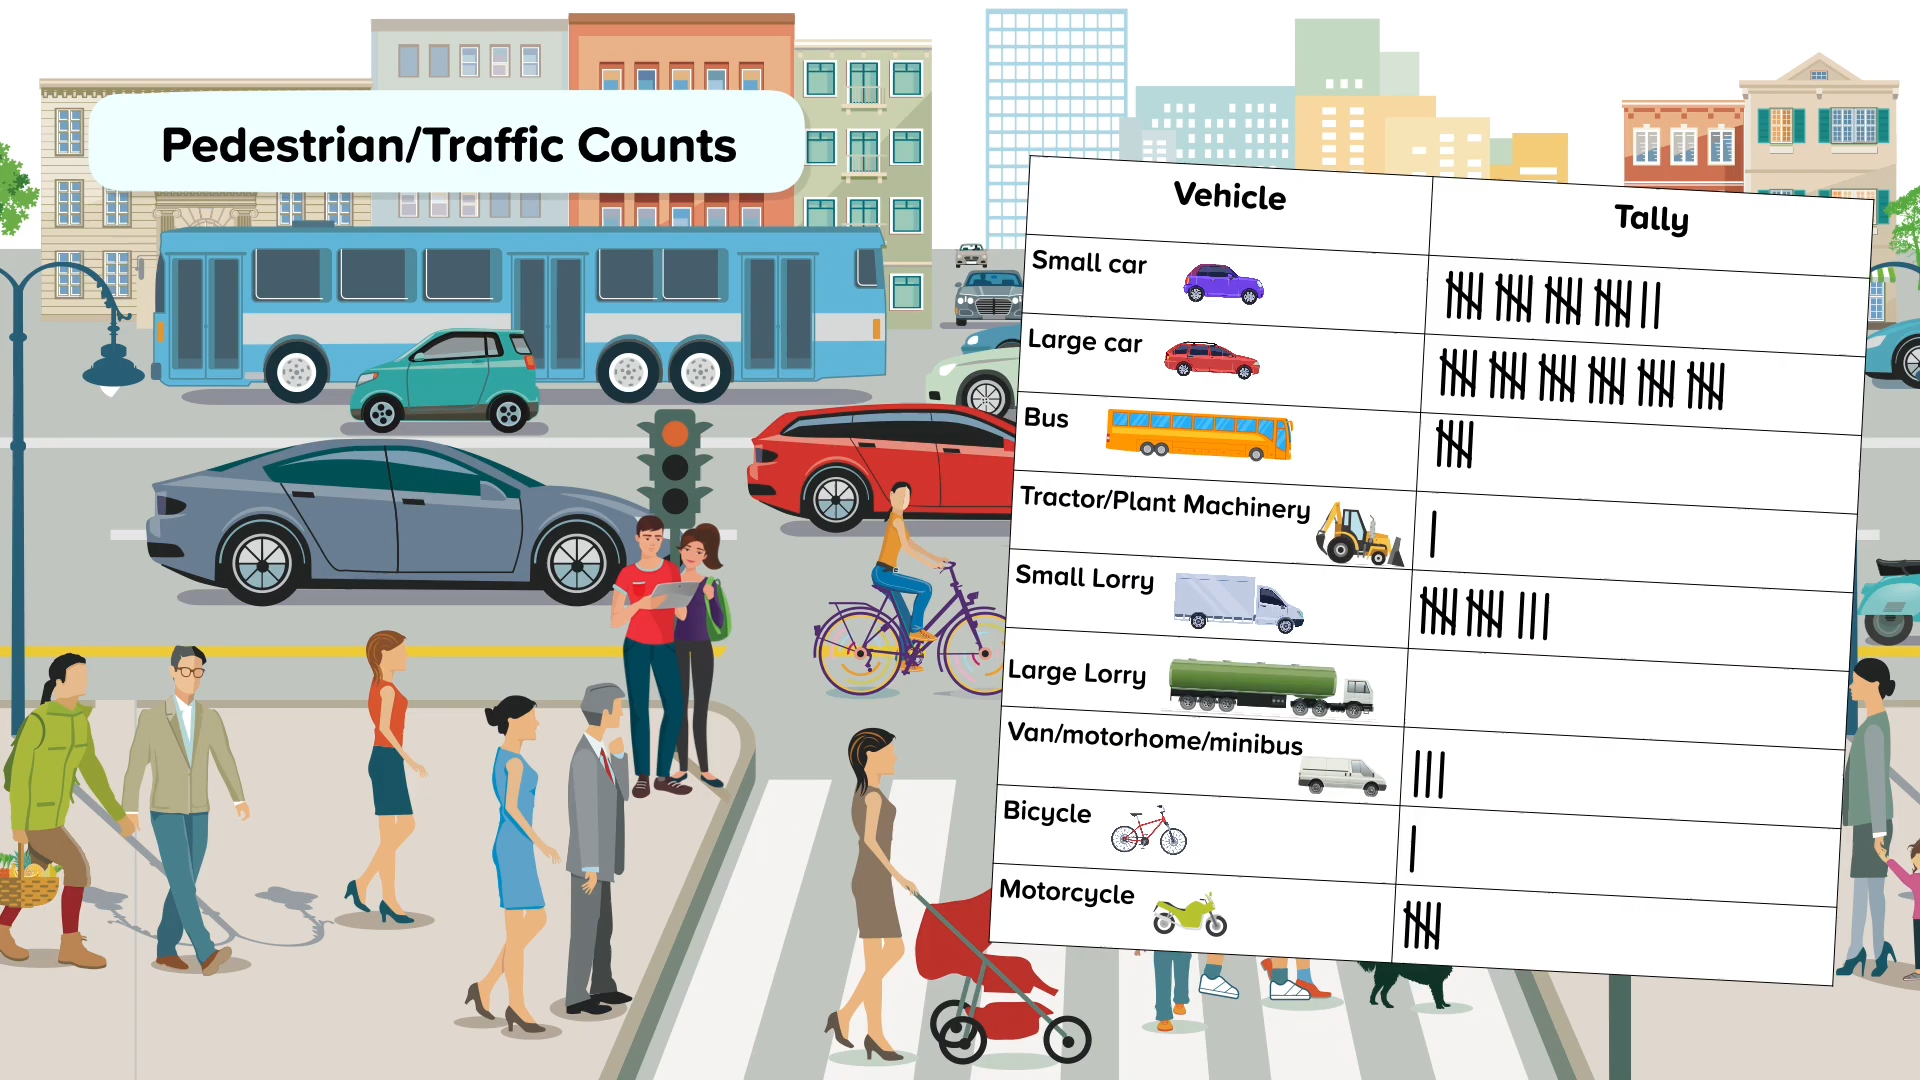 Pedestrian/Traffic Counts
Vehicle
Tally
Small car
Large car
Bus
Tractor/Plant Machinery
Small Lorry
Large Lorry
Van/motorhome/minibus
Bicycle
Motorcycle